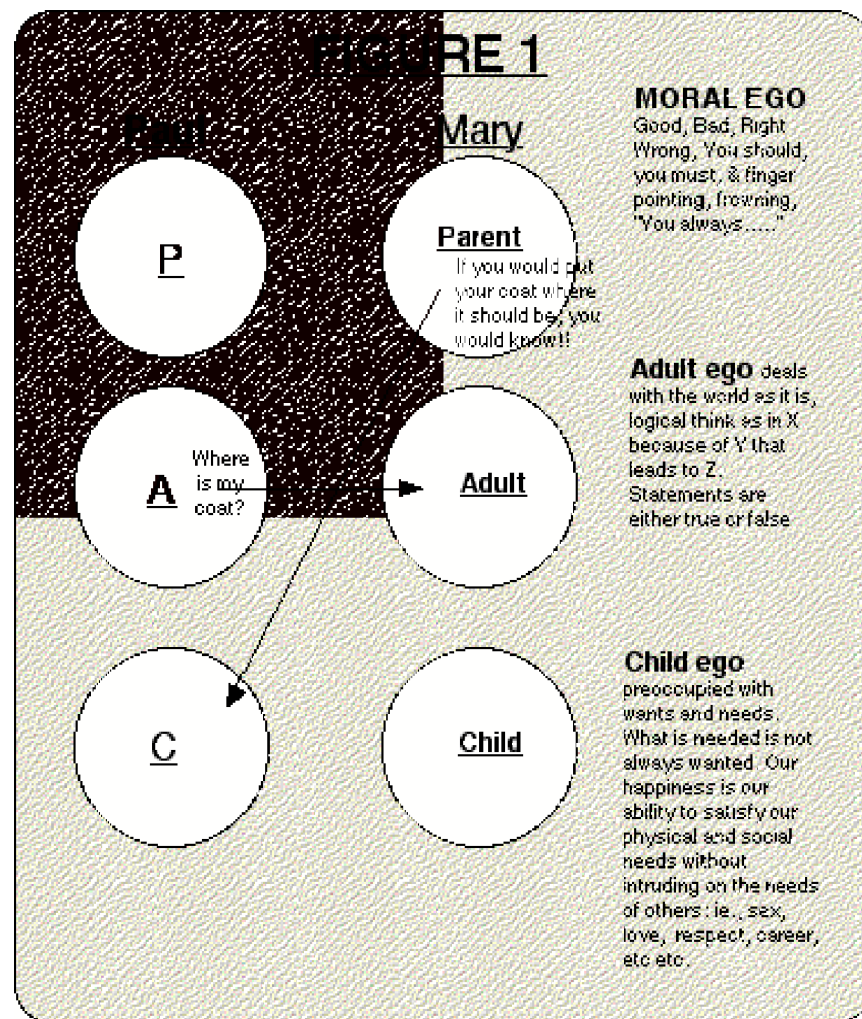 FIGURE 1
Paul
Mary
P
Parent
If you would put
your coat where
it should be, you
would know!!
A
Where
is my
coat?
Adult
C
Child
MORAL EGO
Good, Bad, Right
Wrong, You should,
you must, & finger
pointing, frowning,
"You always....."
Adult ego deals
with the world as it is,
logical think as in X
because of Y that
leads to Z.
Statements are
either true or false
Child ego
preoccupied with
wants and needs.
What is needed is not
always wanted. Our
happiness is our
ability to satisfy our
physical and social
needs without
intruding on the needs
of others: ie., sex,
love, respect, career,
etc etc.